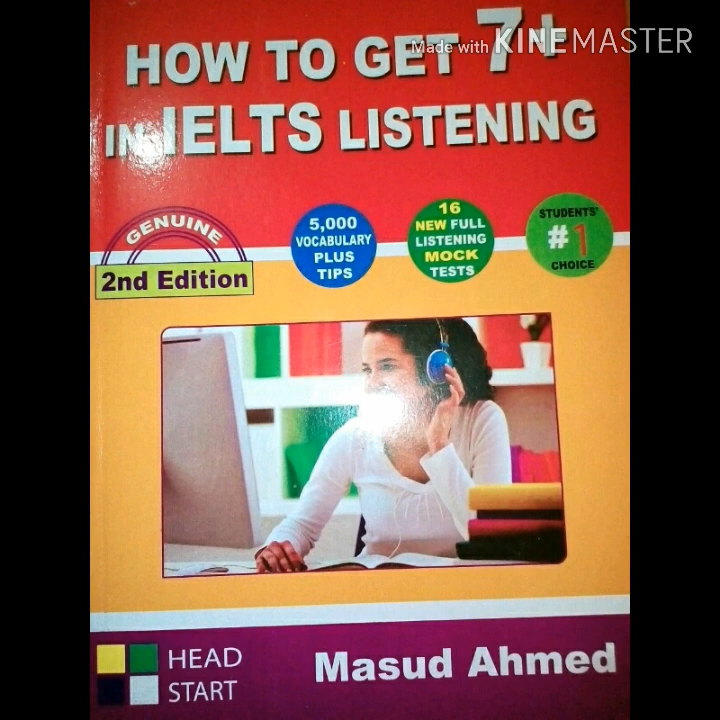 Made with KINEMASTER
HOW TO GET 7+
IN IELTS LISTENING
GENUINE
2nd Edition
5,000
VOCABULARY
PLUS
TIPS
16
NEW FULL
LISTENING
MOCK
TESTS
STUDENTS'
#1
CHOICE
HEAD
START
Masud Ahmed